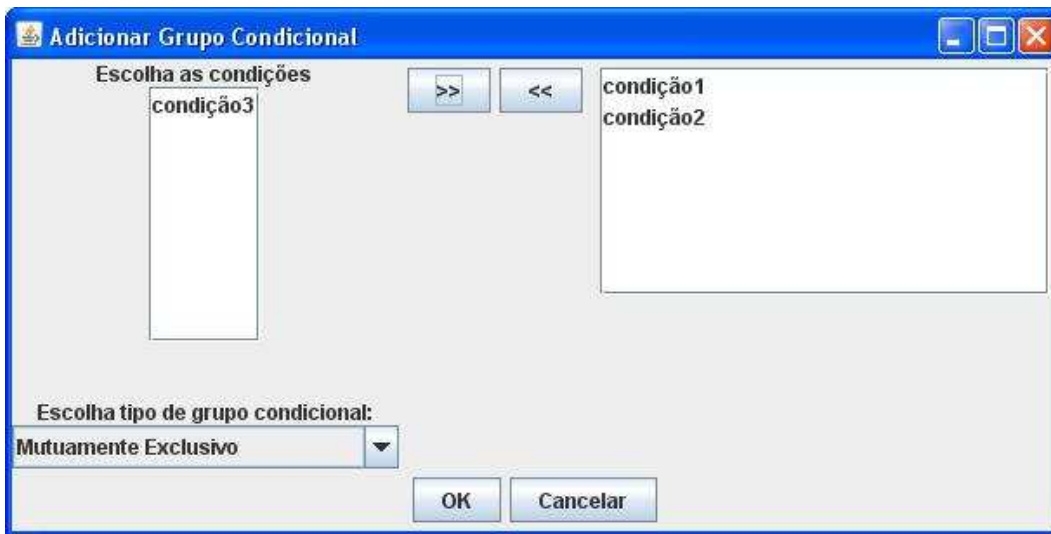 Adicionar Grupo Condicional
Escolha as condições
condição3
>>
<<
condição1
condição2
Escolha tipo de grupo condicional:
Mutuamente Exclusivo
OK
Cancelar